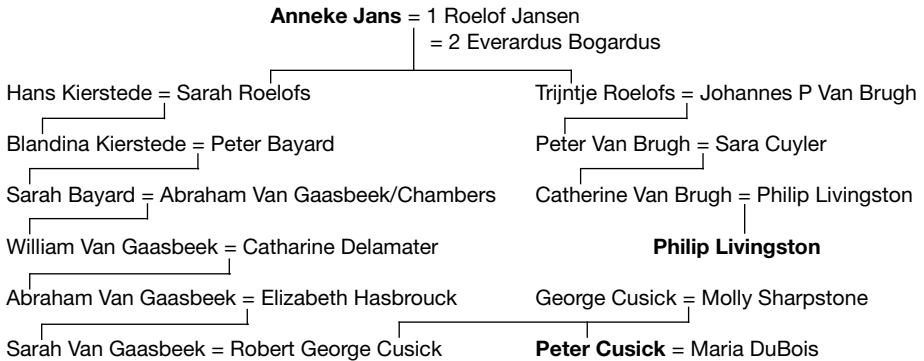 Anneke Jans = 1 Roelof Jansen
= 2 Everardus Bogardus
Hans Kierstede = Sarah Roelofs
Trijntje Roelofs = Johannes P Van Brugh
Blandina Kierstede = Peter Bayard
Peter Van Brugh = Sara Cuyler
Sarah Bayard = Abraham Van Gaasbeek/Chambers
Catherine Van Brugh = Philip Livingston
William Van Gaasbeek = Catharine Delamater
Philip Livingston
Abraham Van Gaasbeek = Elizabeth Hasbrouck
George Cusick = Molly Sharpstone
Sarah Van Gaasbeek = Robert George Cusick
Peter Cusick = Maria DuBois